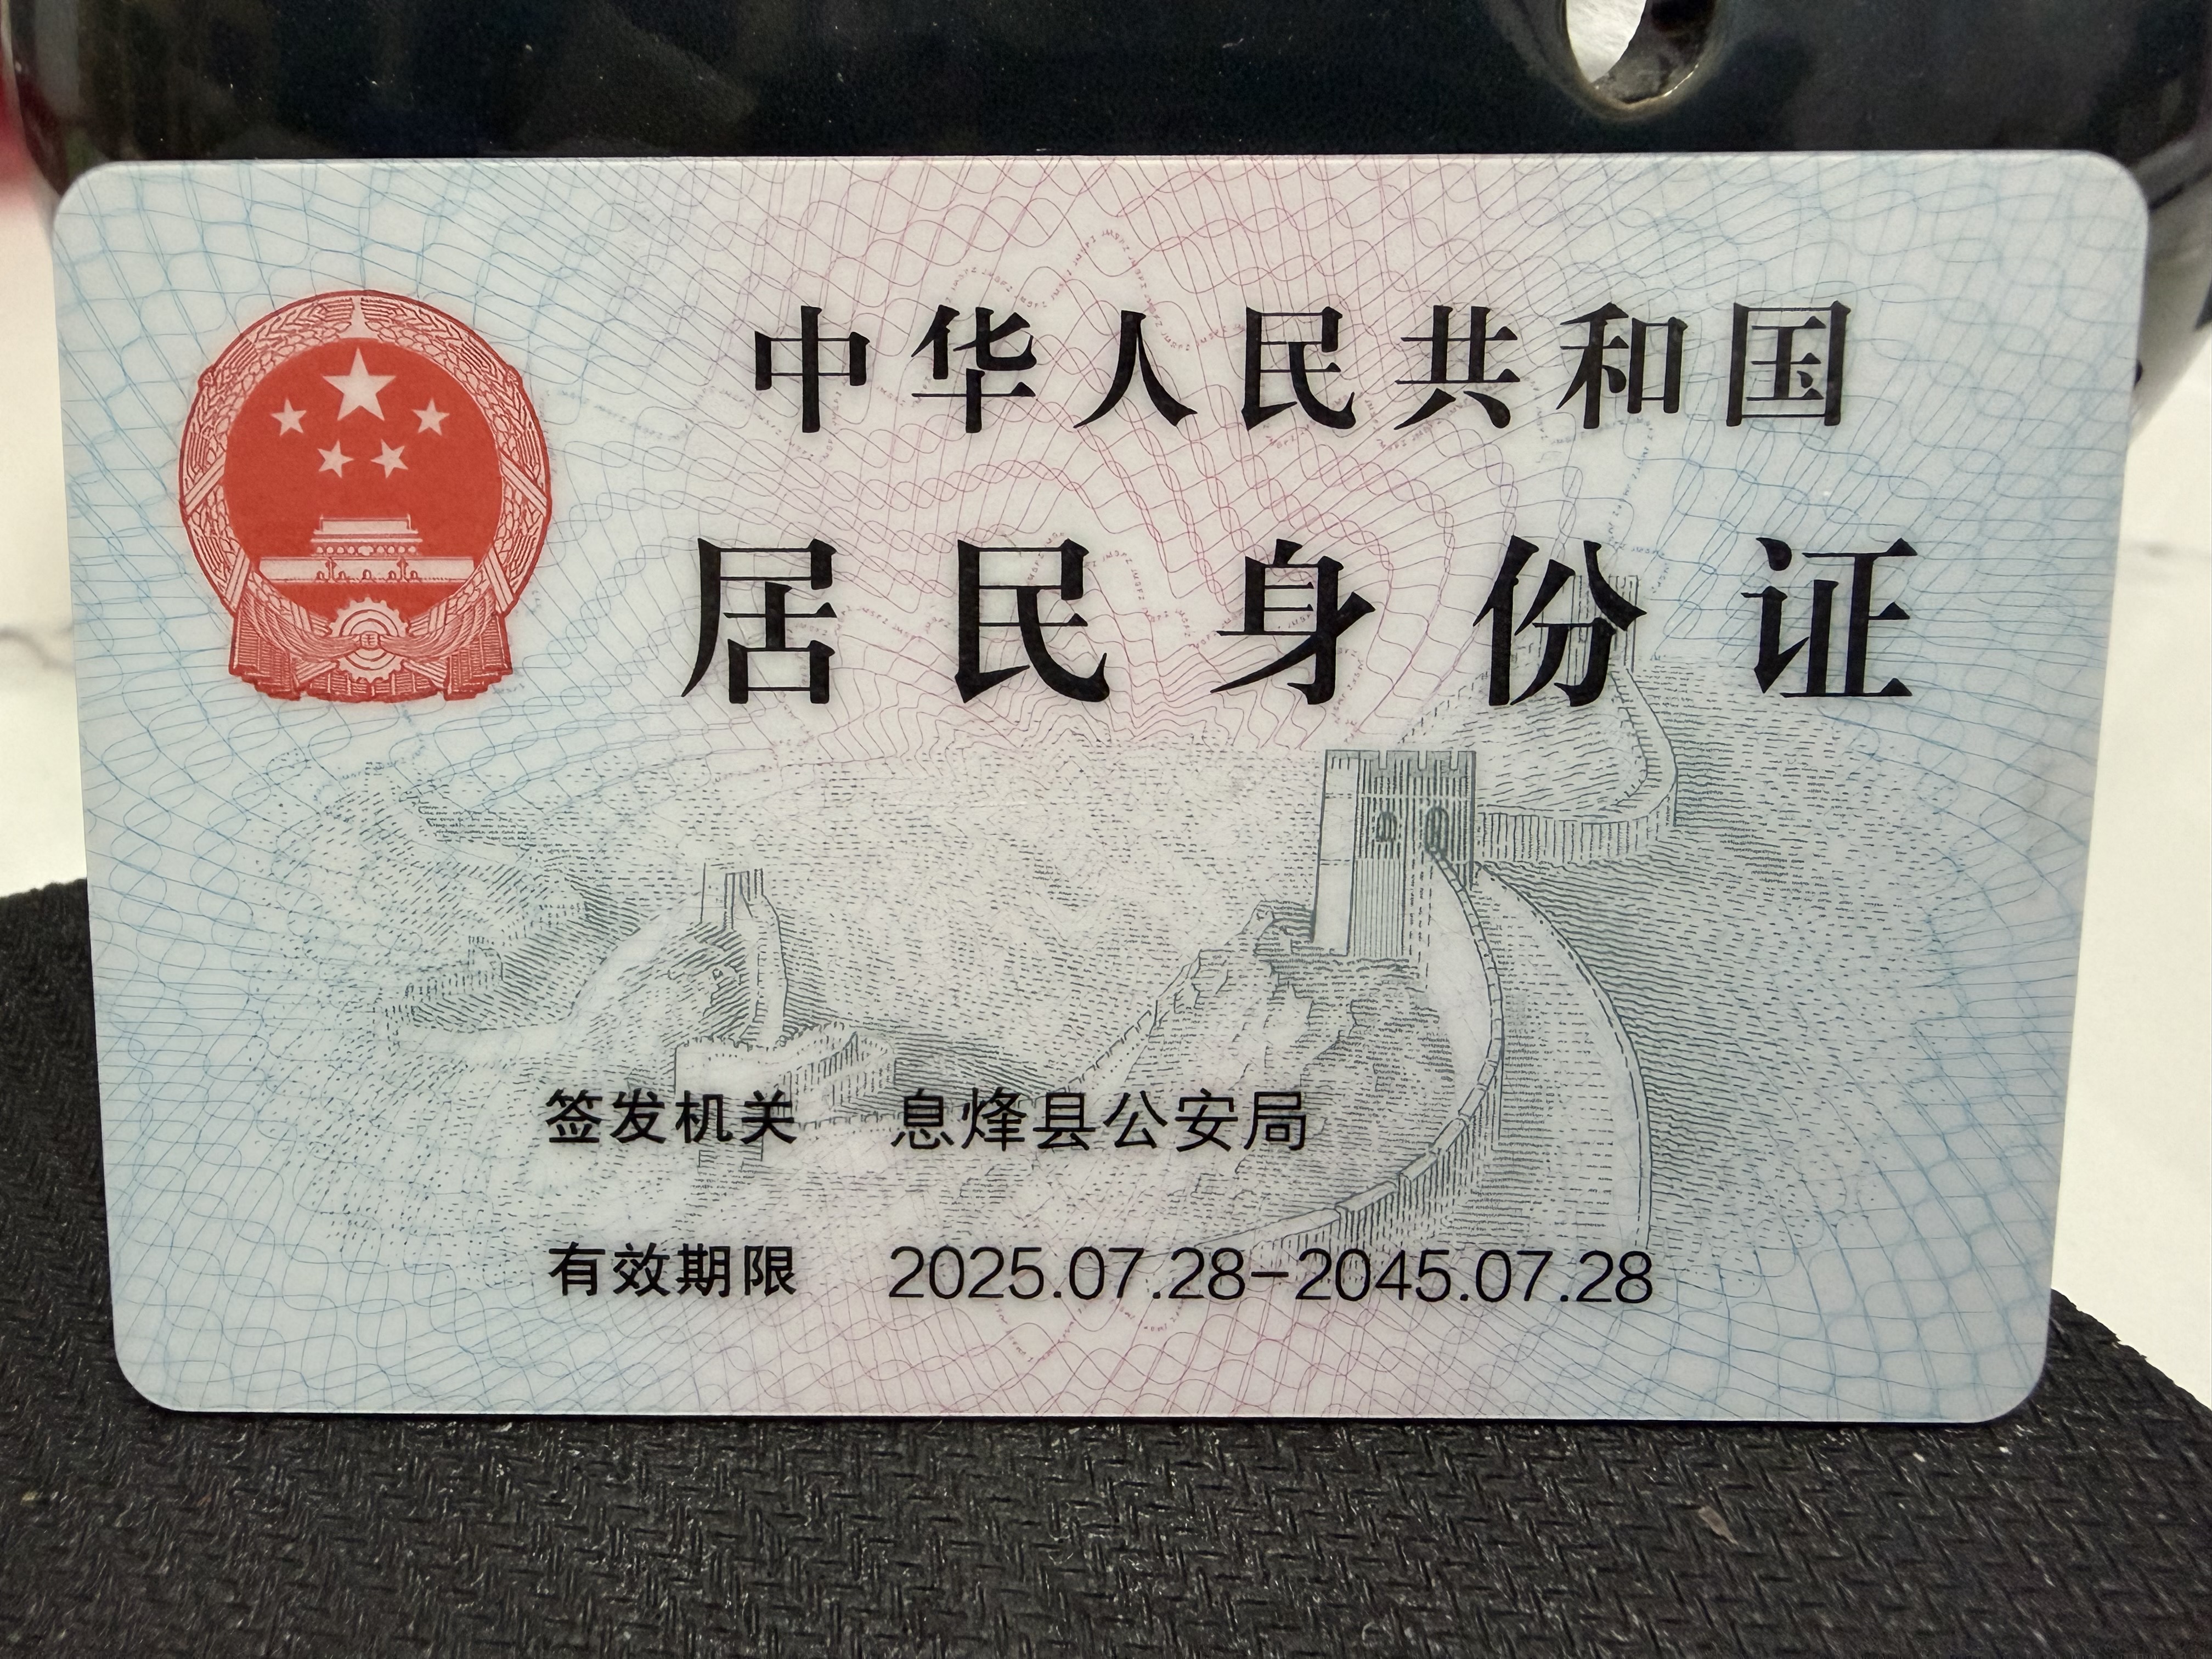 中华人民共和国
居民身份证
签发机关 息烽县公安局
有效期限 2025.07.28-2045.07.28